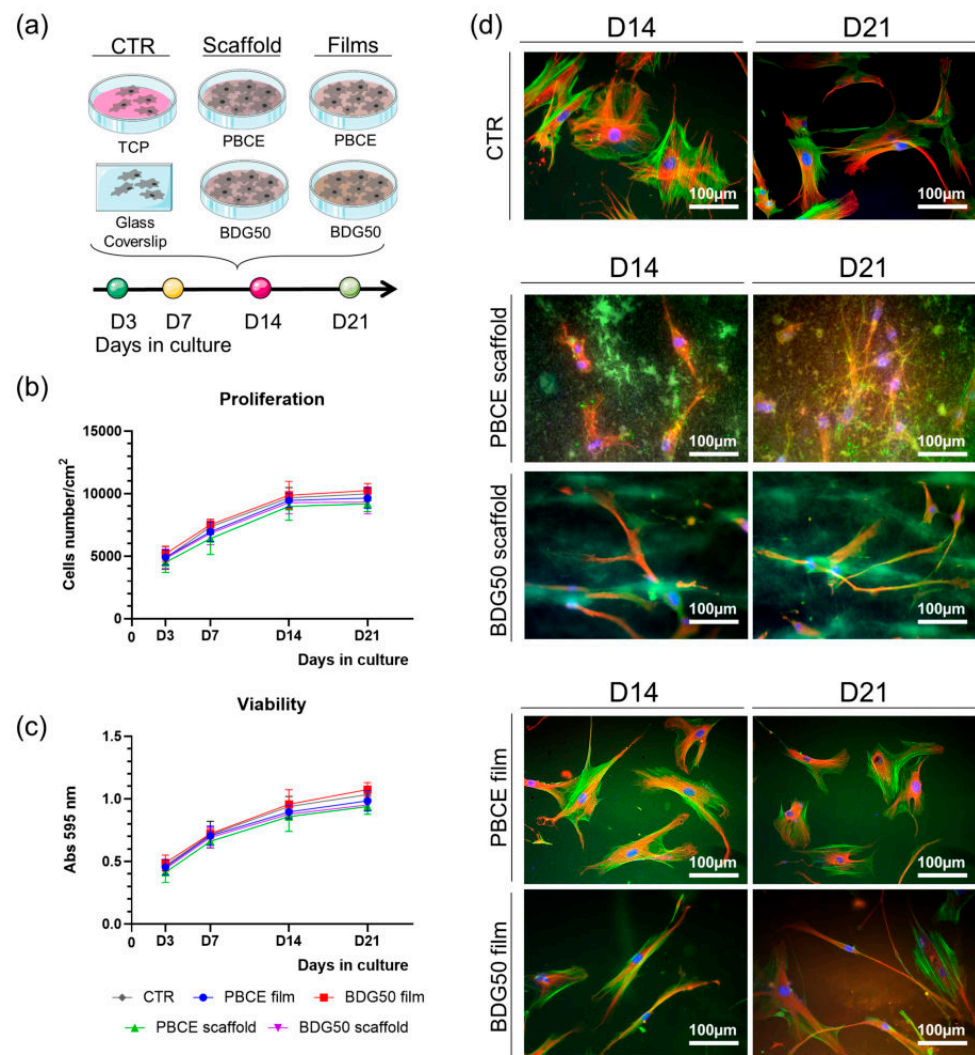 (a)
CTR Scaffold Films
TCP PBCE PBCE
Glass
Coverslip BDG50 BDG50
D3 D7 D14 D21
Days in culture
(b)
Proliferation
Cells number/cm²
15000
10000
5000
0
0 D3 D7 D14 D21
Days in culture
(c)
Viability
Abs 595 nm
1.5
1.0
0.5
0.0
0 D3 D7 D14 D21
Days in culture
CTR PBCE film BDG50 film
PBCE scaffold BDG50 scaffold
(d)
D14 D21
CTR
100μm 100μm
D14 D21
PBCE scaffold
100μm 100μm
BDG50 scaffold
100μm 100μm
D14 D21
PBCE film
100μm 100μm
BDG50 film
100μm 100μm